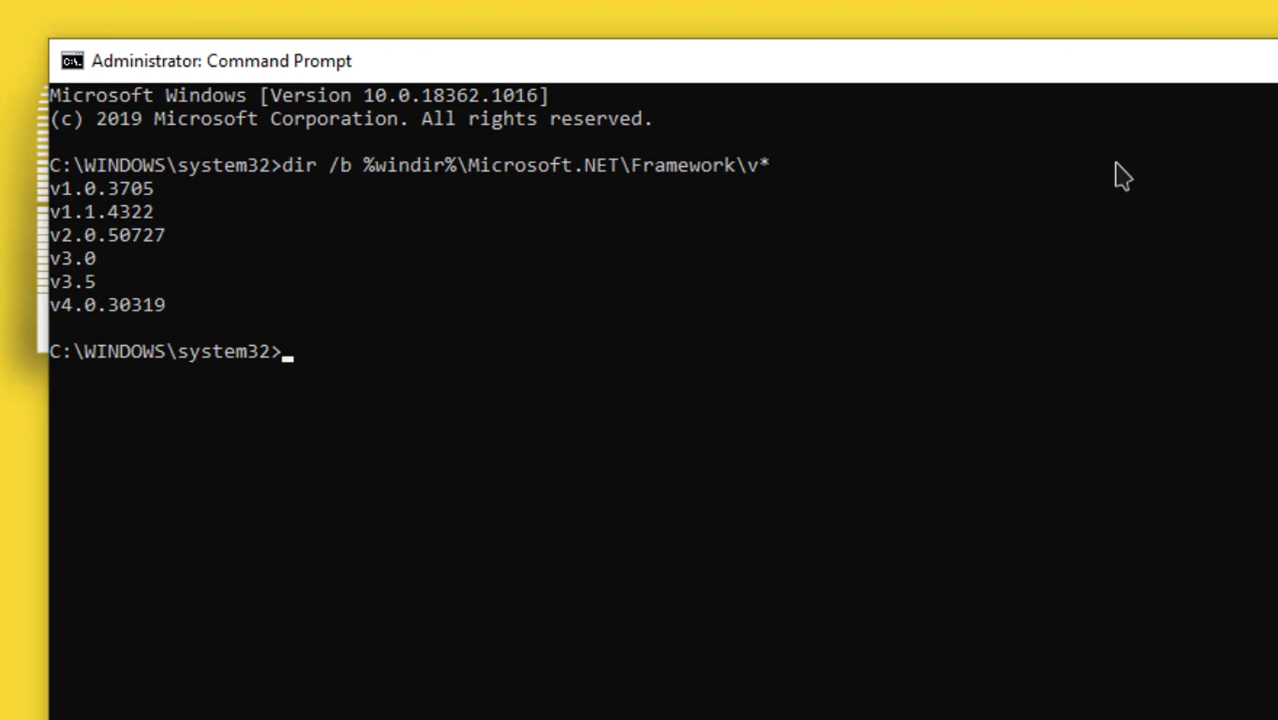 Administrator: Command Prompt
Microsoft Windows [Version 10.0.18362.1016]
(c) 2019 Microsoft Corporation. All rights reserved.
C:\WINDOWS\system32>dir /b %windir%\Microsoft.NET\Framework\v*
v1.0.3705
v1.1.4322
v2.0.50727
v3.0
v3.5
v4.0.30319
C:\WINDOWS\system32>